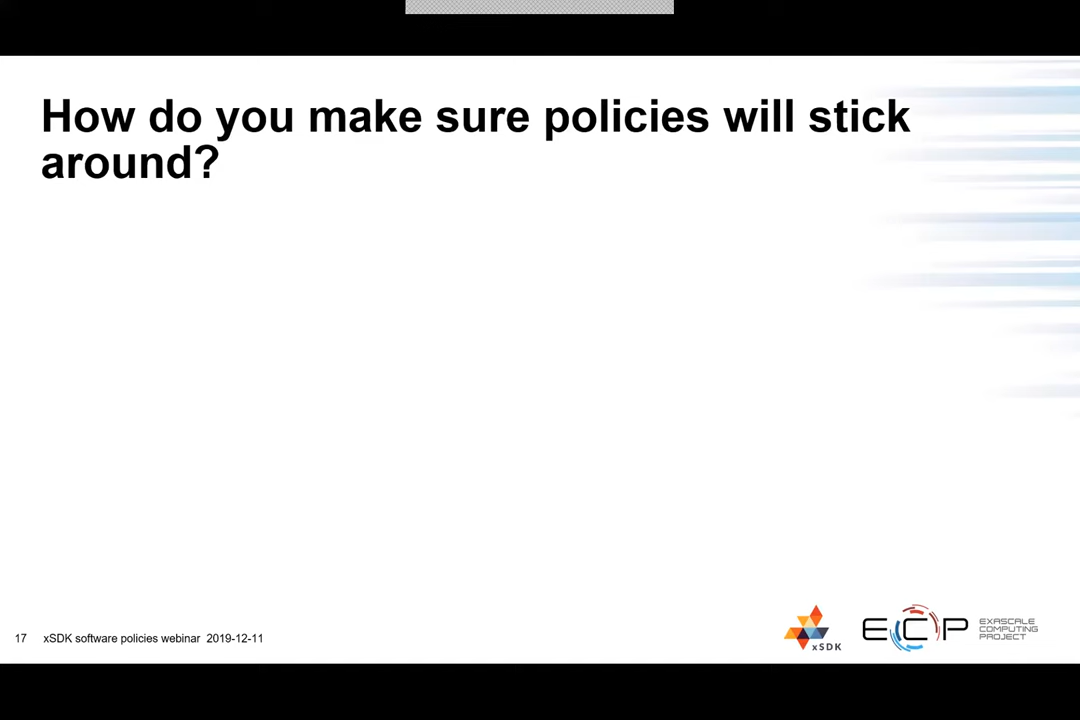 How do you make sure policies will stick
around?
17 xSDK software policies webinar 2019-12-11
xSDK
ECP
EXASCALE
COMPUTING
PROJECT